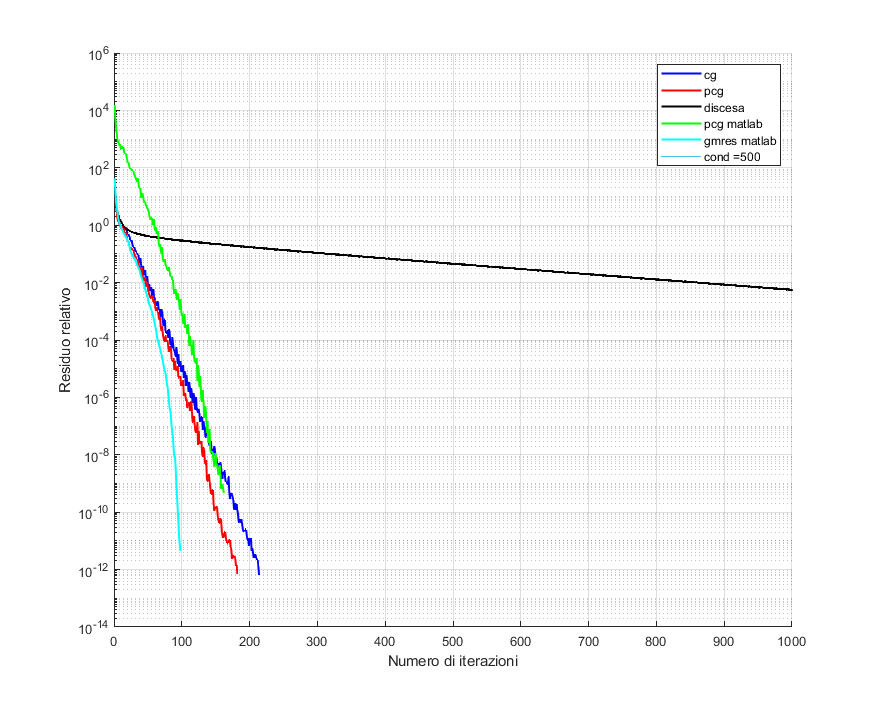 10^6
10^4
10^2
10^0
10^-2
10^-4
10^-6
10^-8
10^-10
10^-12
10^-14
Residuo relativo
0 100 200 300 400 500 600 700 800 900 1000
Numero di iterazioni
cg
pcg
discesa
pcg matlab
gmres matlab
cond =500